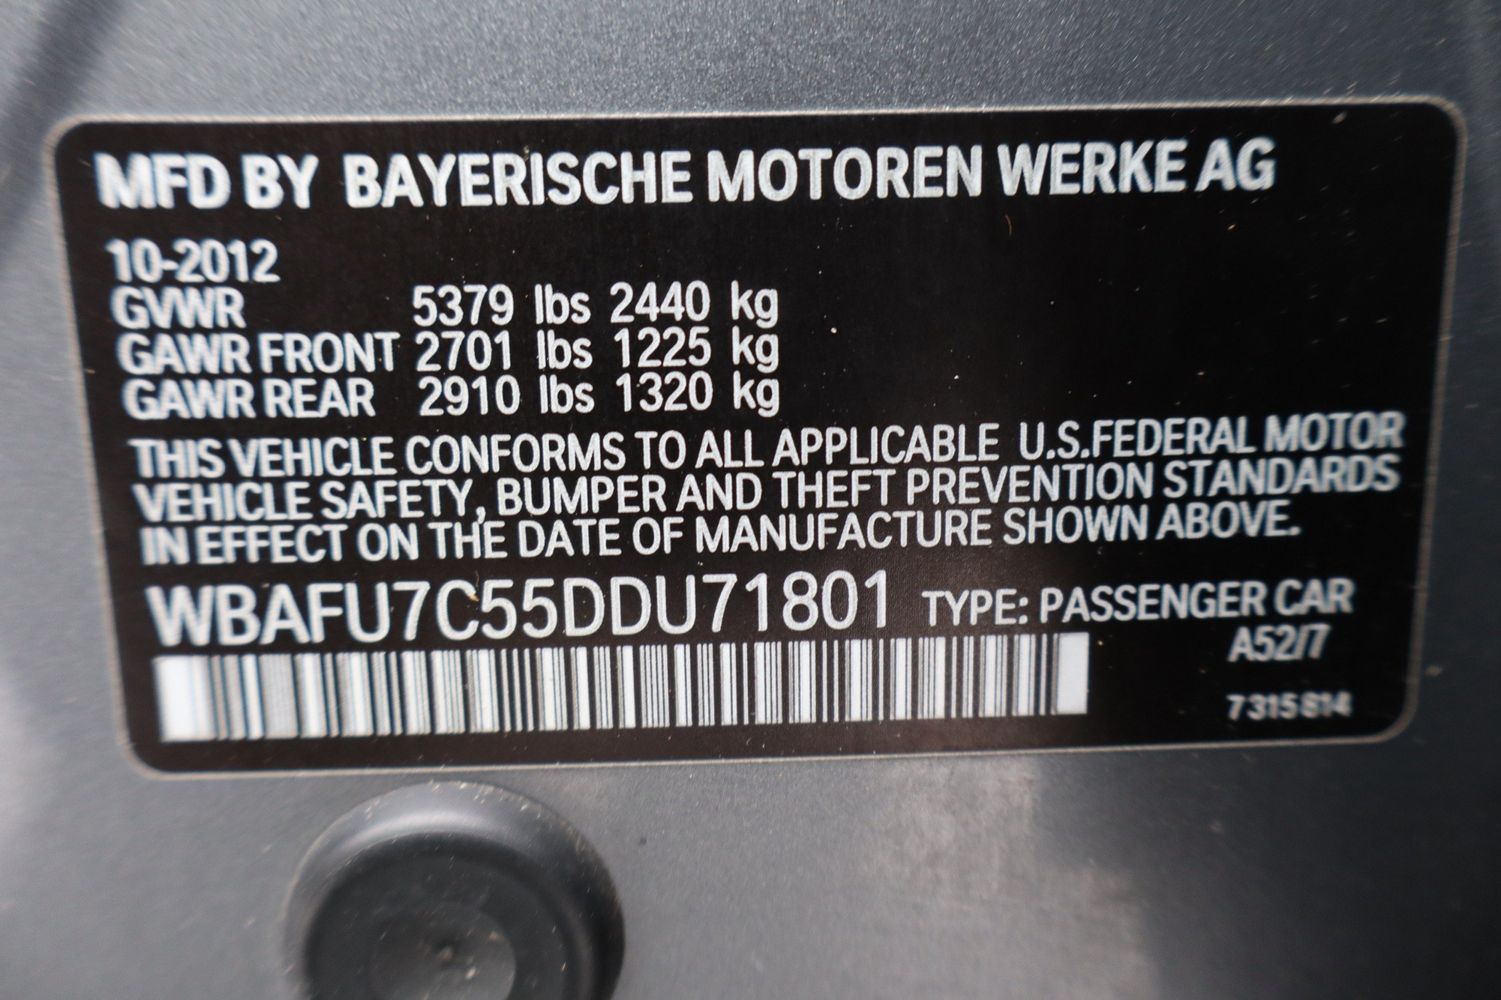 MFD BY BAYERISCHE MOTOREN WERKE AG
10-2012
GVWR 5379 lbs 2440 kg
GAWR FRONT 2701 lbs 1225 kg
GAWR REAR 2910 lbs 1320 kg
THIS VEHICLE CONFORMS TO ALL APPLICABLE U.S.FEDERAL MOTOR
VEHICLE SAFETY, BUMPER AND THEFT PREVENTION STANDARDS
IN EFFECT ON THE DATE OF MANUFACTURE SHOWN ABOVE.
WBAFU7C55DDU71801 TYPE: PASSENGER CAR
A52/7
7315814